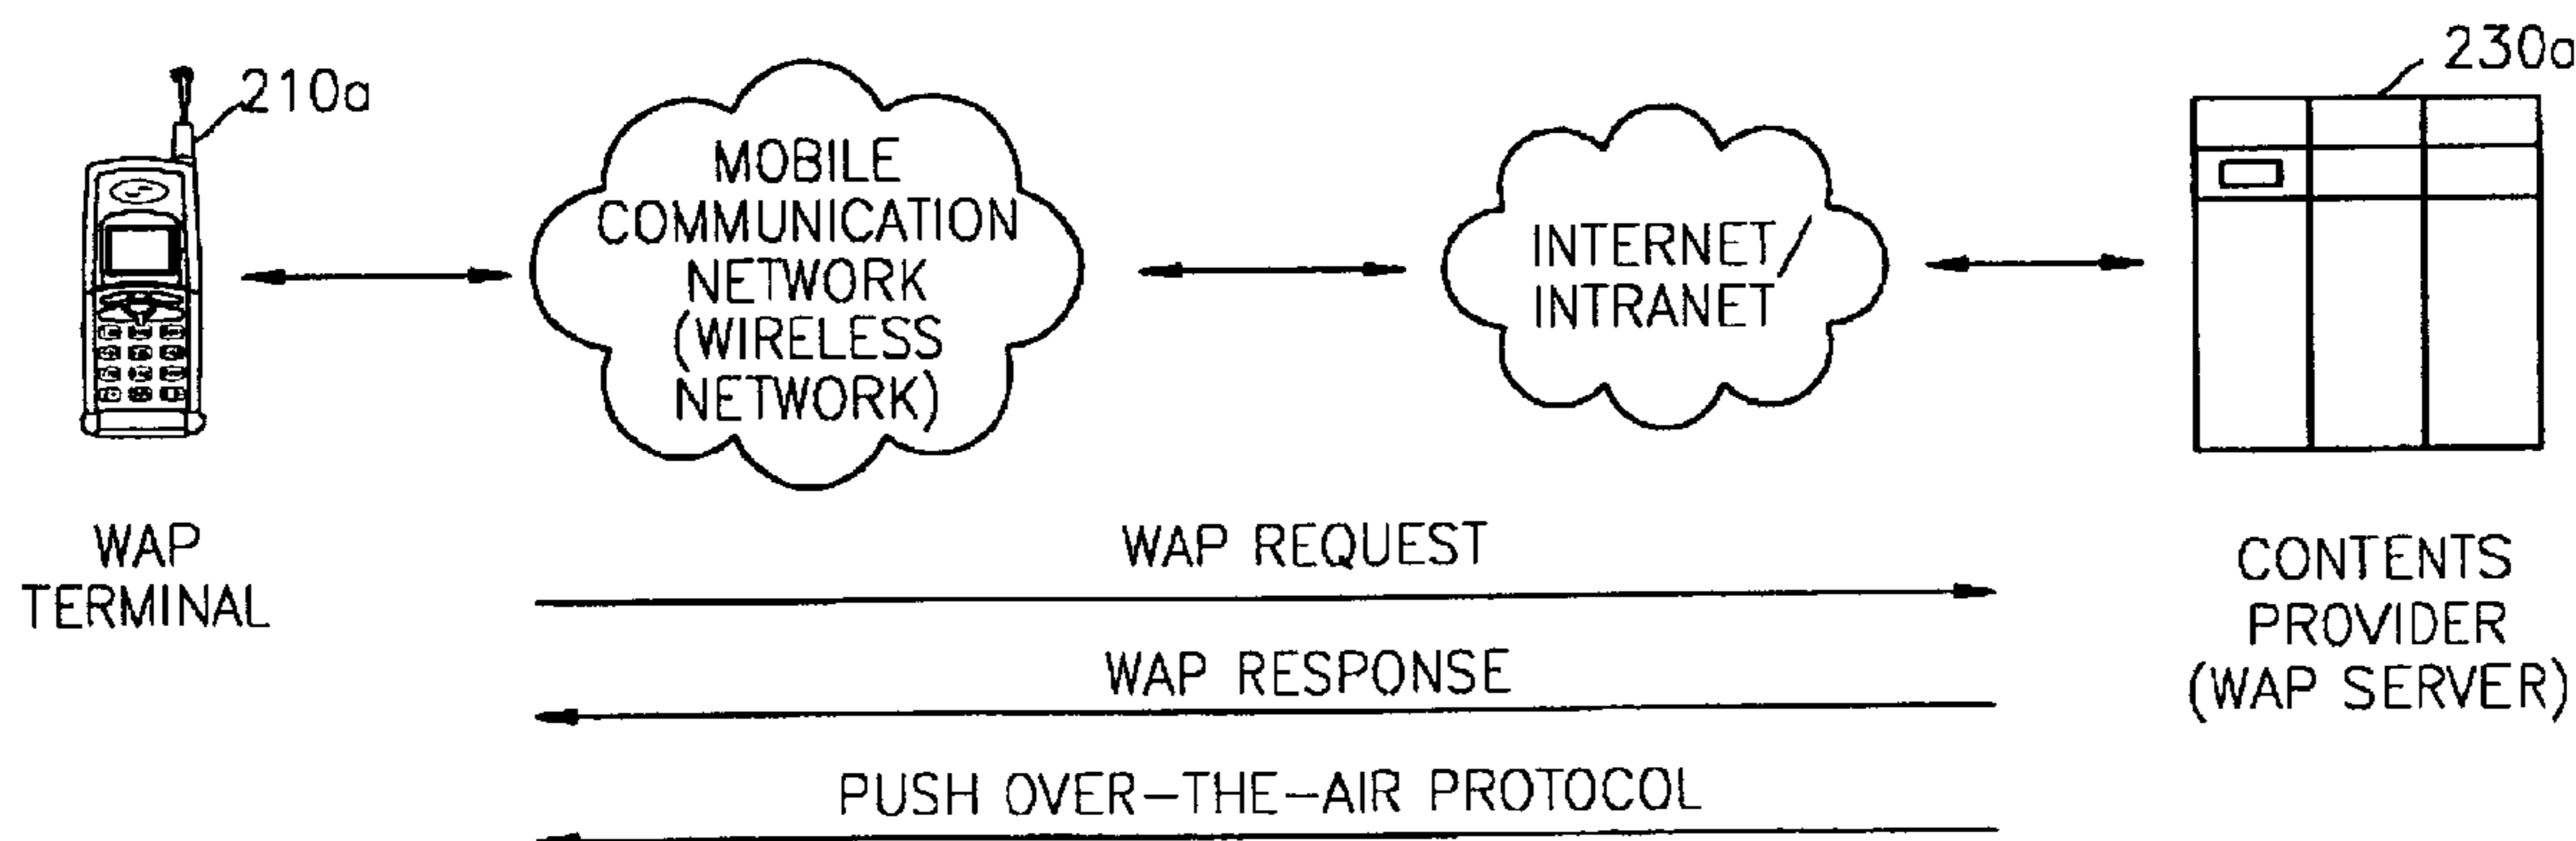 210a
230a
MOBILE
COMMUNICATION
NETWORK
(WIRELESS
NETWORK)
INTERNET/
INTRANET
WAP
TERMINAL
WAP REQUEST
WAP RESPONSE
PUSH OVER-THE-AIR PROTOCOL
CONTENTS
PROVIDER
(WAP SERVER)